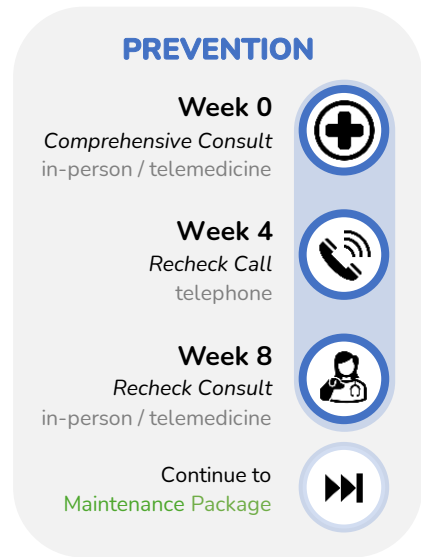 PREVENTION
Week 0
Comprehensive Consult
in-person / telemedicine
Week 4
Recheck Call
telephone
Week 8
Recheck Consult
in-person / telemedicine
Continue to
Maintenance Package